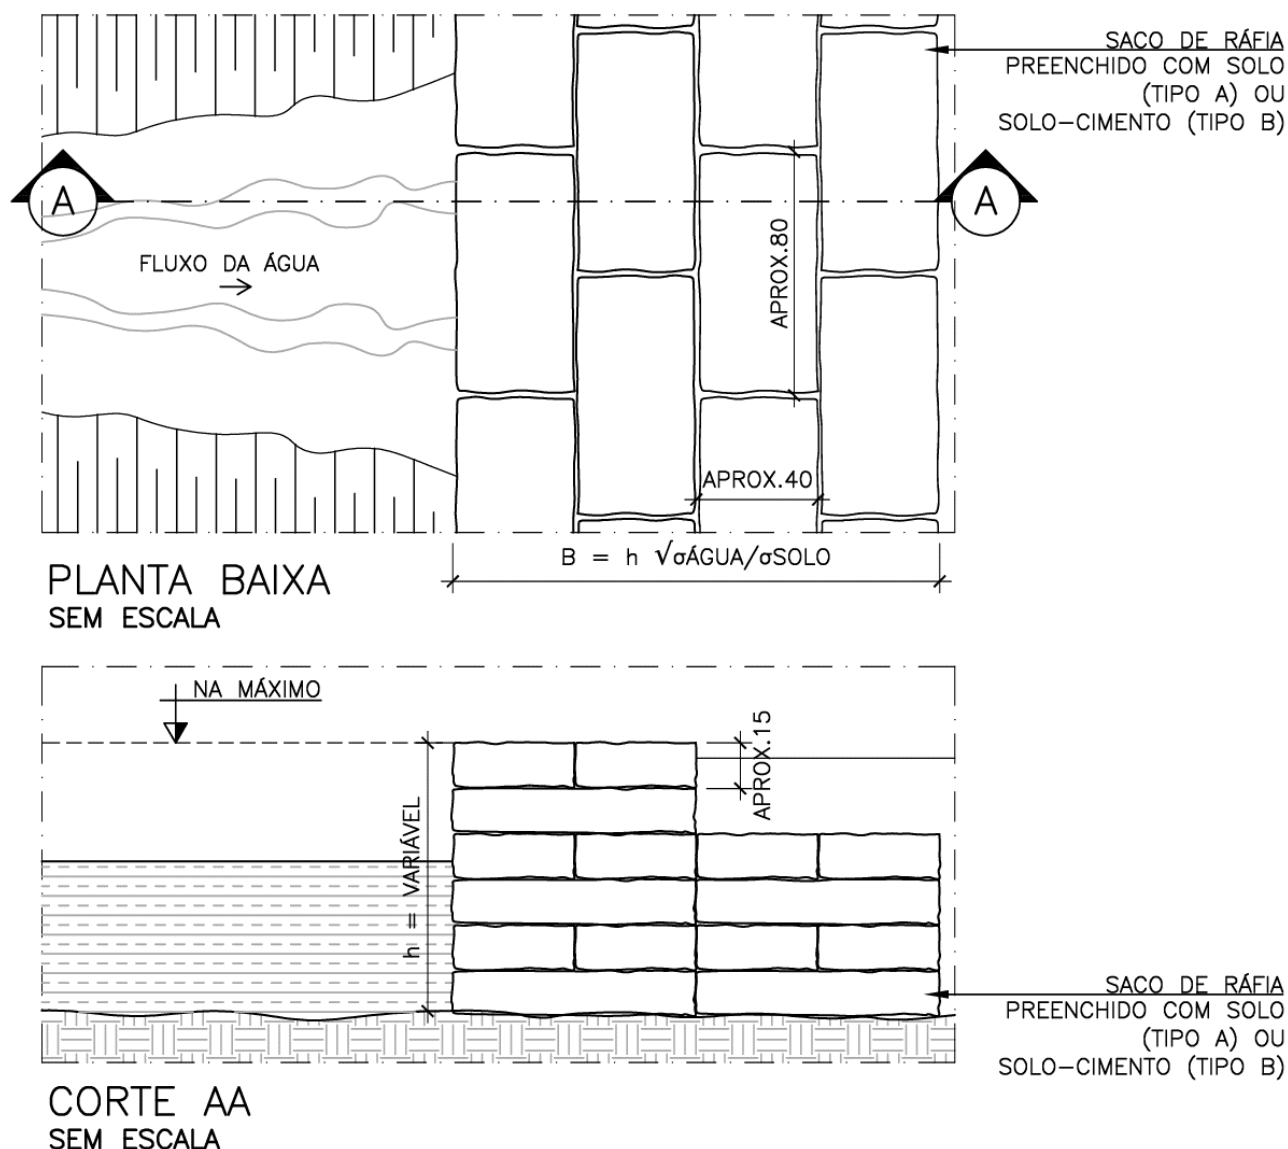 SACO DE RÁFIA
PREENCHIDO COM SOLO
(TIPO A) OU
SOLO-CIMENTO (TIPO B)
A
A
FLUXO DA ÁGUA
APROX.80
APROX.40
B = h √σÁGUA/σSOLO
PLANTA BAIXA
SEM ESCALA
NA MÁXIMO
APROX.15
h = VARIÁVEL
SACO DE RÁFIA
PREENCHIDO COM SOLO
(TIPO A) OU
SOLO-CIMENTO (TIPO B)
CORTE AA
SEM ESCALA